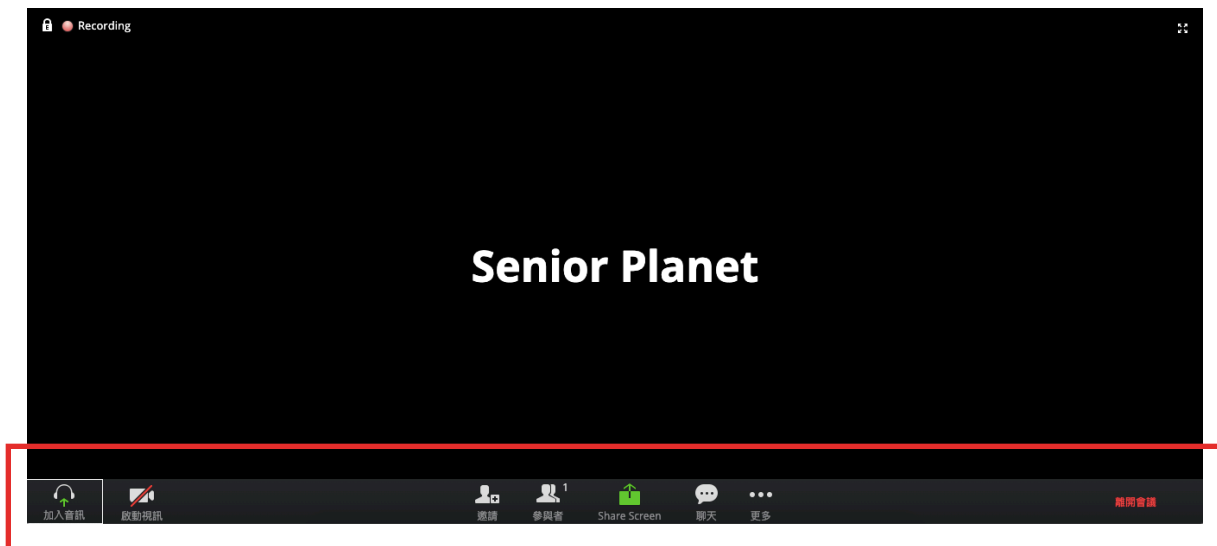 Recording
Senior Planet
加入音訊
啟動視訊
邀請
參與者 1
Share Screen
聊天
更多
離開會議